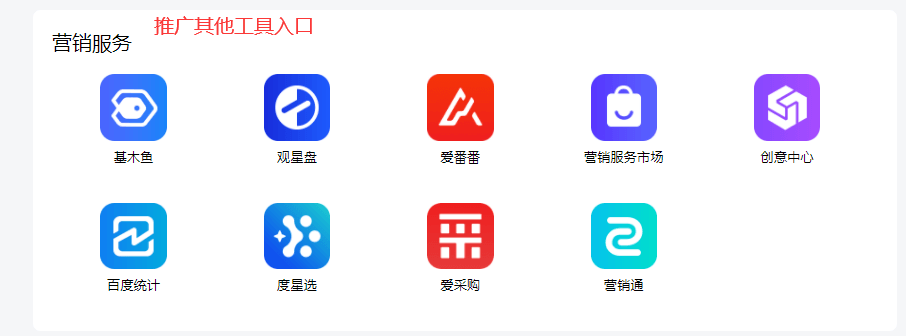 推广其他工具入口
营销服务
基木鱼
观星盘
爱番番
营销服务市场
创意中心
百度统计
度星选
爱采购
营销通